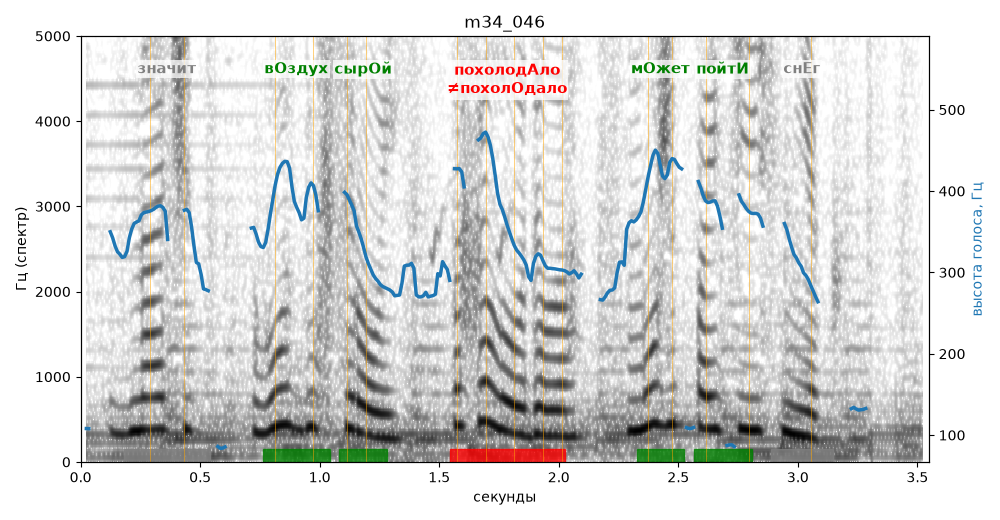 m34_046
5000
4000
3000
2000
1000
0
Гц (спектр)
значит
вОздух
сырОй
похолодАло
≠похолОдало
мОжет
пойтИ
снЕг
500
400
300
200
100
высота голоса, Гц
0.0 0.5 1.0 1.5 2.0 2.5 3.0 3.5
секунды